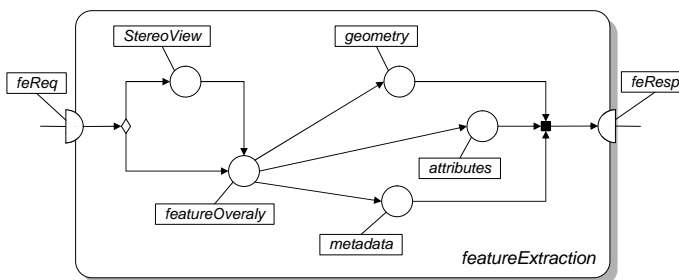 StereoView
geometry
feReq
feResp
attributes
featureOveraly
metadata
featureExtraction